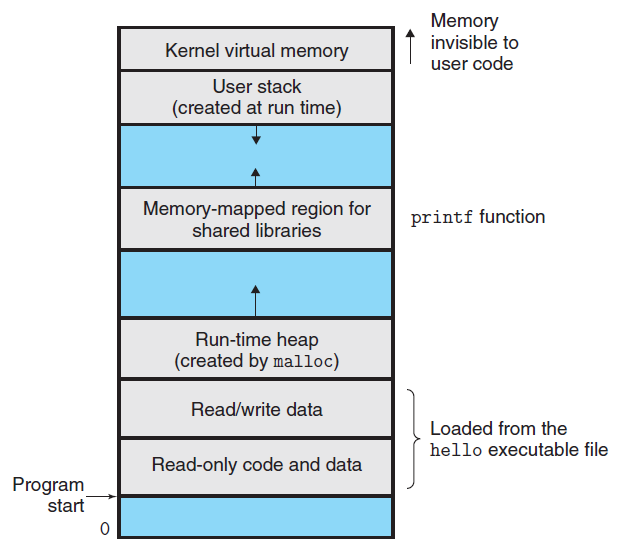 Memory
invisible to
user code
Kernel virtual memory
User stack
(created at run time)
Memory-mapped region for
shared libraries
printf function
Run-time heap
(created by malloc)
Read/write data
Loaded from the
hello executable file
Read-only code and data
Program
start
0